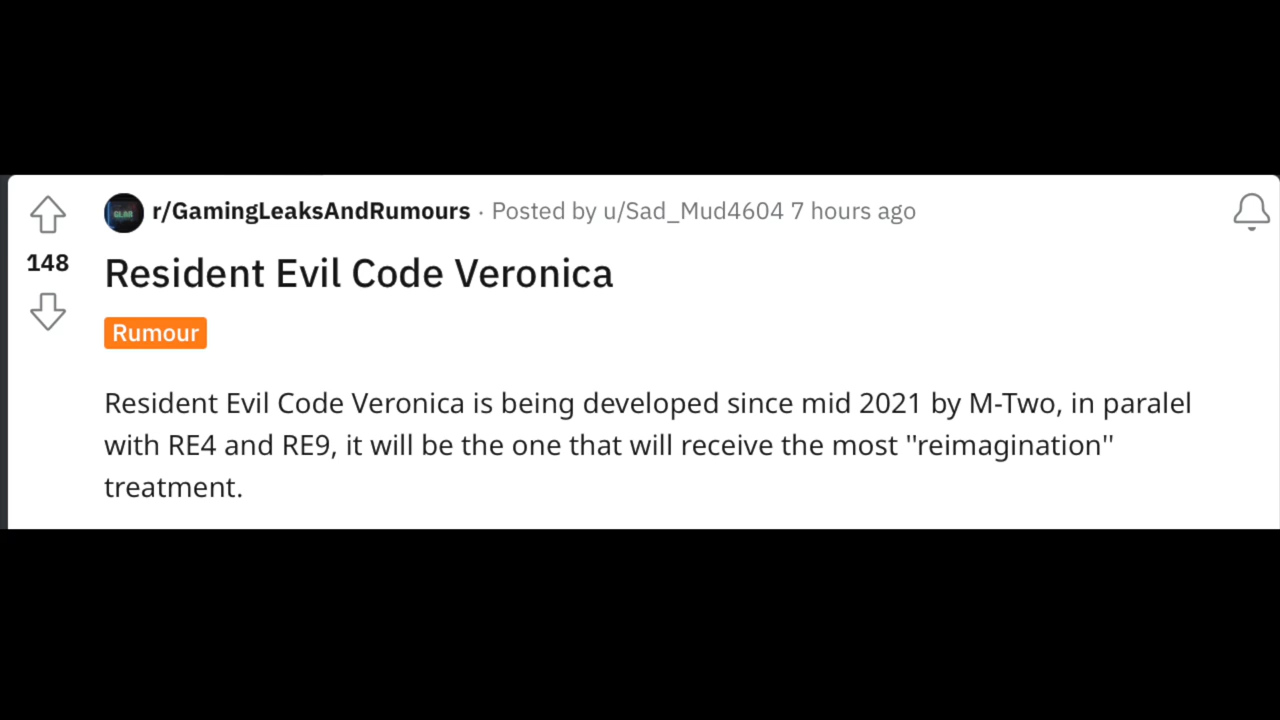 r/GamingLeaksAndRumours · Posted by u/Sad_Mud4604 7 hours ago
148
Resident Evil Code Veronica
Rumour
Resident Evil Code Veronica is being developed since mid 2021 by M-Two, in paralel
with RE4 and RE9, it will be the one that will receive the most "reimagination"
treatment.